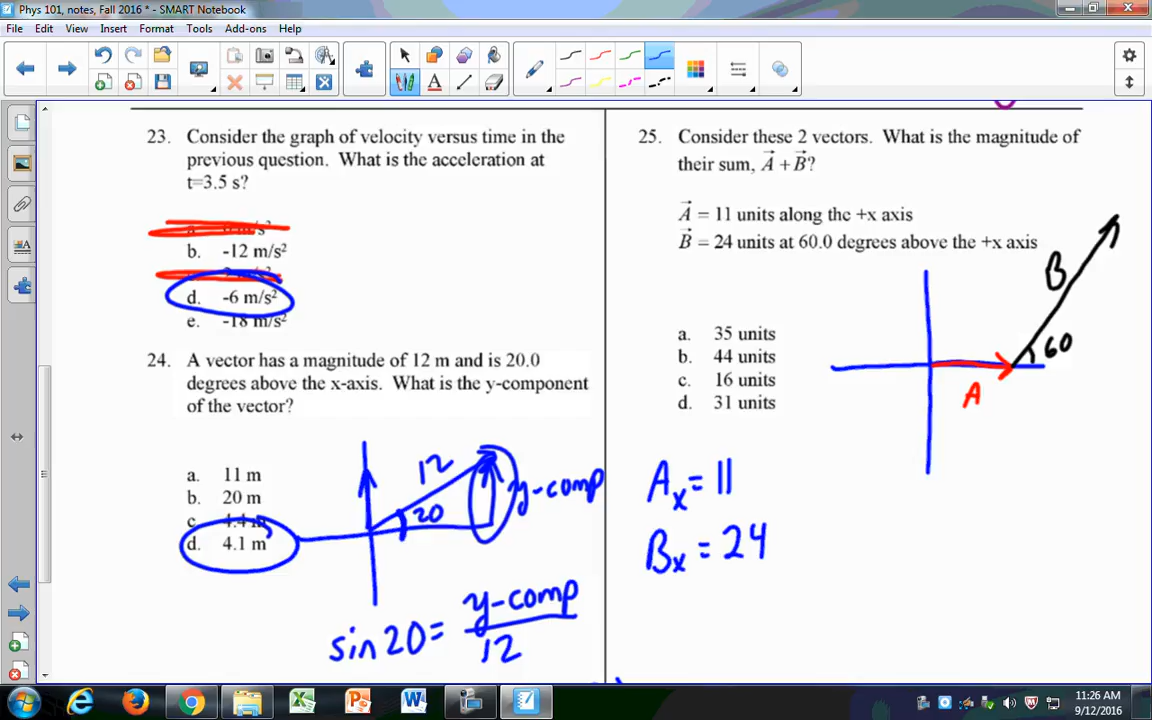 Phys 101, notes, Fall 2016 * - SMART Notebook
File Edit View Insert Format Tools Add-ons Help
23. Consider the graph of velocity versus time in the
previous question. What is the acceleration at
t=3.5 s?
b. -12 m/s²
d. -6 m/s²
e. -18 m/s²
24. A vector has a magnitude of 12 m and is 20.0
degrees above the x-axis. What is the y-component
of the vector?
a. 11 m
b. 20 m
c. 4.4 m
d. 4.1 m
12
20
y-comp
sin20= y-comp
12
25. Consider these 2 vectors. What is the magnitude of
their sum, A⃗ + B⃗?
A⃗ = 11 units along the +x axis
B⃗ = 24 units at 60.0 degrees above the +x axis
B
60
A
a. 35 units
b. 44 units
c. 16 units
d. 31 units
Ax = 11
Bx = 24
11:26 AM
9/12/2016